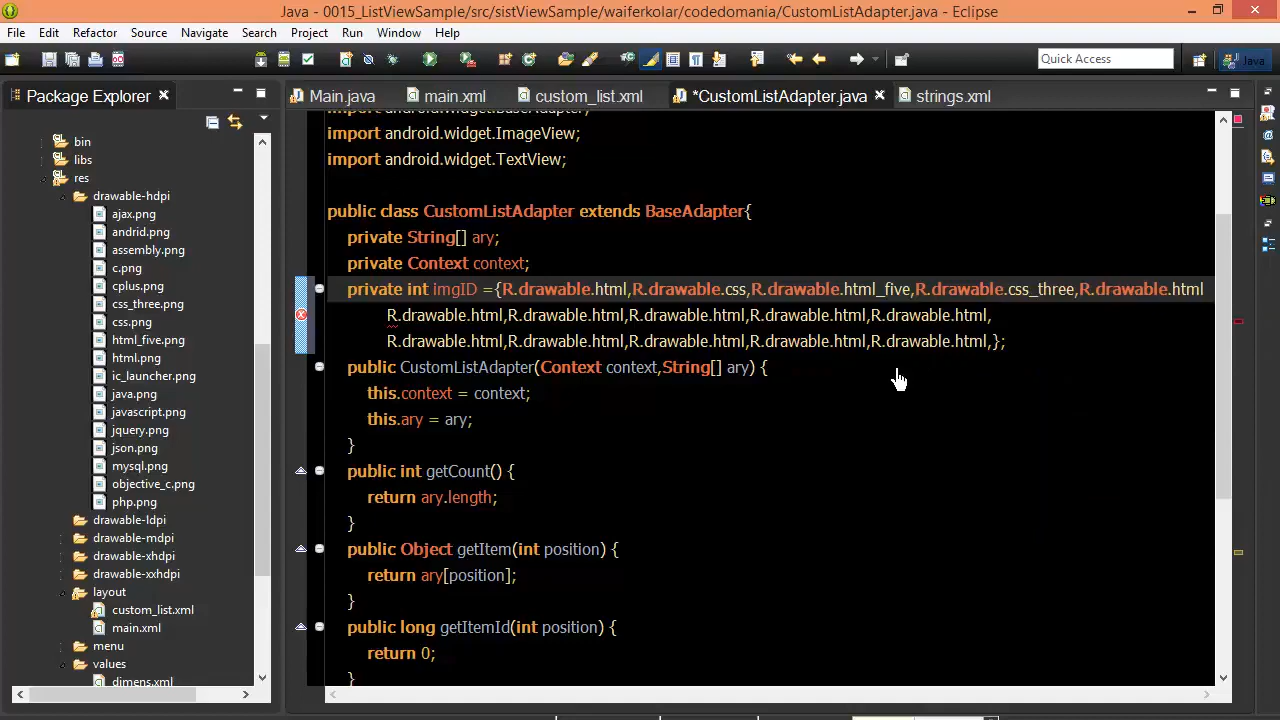 Java - 0015_ListViewSample/src/sistViewSample/waiferkolar/codedomania/CustomListAdapter.java - Eclipse
File Edit Refactor Source Navigate Search Project Run Window Help
Quick Access
Java
Package Explorer
Main.java main.xml custom_list.xml *CustomListAdapter.java strings.xml
bin
libs
res
drawable-hdpi
ajax.png
andrid.png
assembly.png
c.png
cplus.png
css_three.png
css.png
html_five.png
html.png
ic_launcher.png
java.png
javascript.png
jquery.png
json.png
mysql.png
objective_c.png
php.png
drawable-ldpi
drawable-mdpi
drawable-xhdpi
drawable-xxhdpi
layout
custom_list.xml
main.xml
menu
values
dimens.xml
import android.widget.BaseAdapter;
import android.widget.ImageView;
import android.widget.TextView;
public class CustomListAdapter extends BaseAdapter{
private String[] ary;
private Context context;
private int imgID ={R.drawable.html,R.drawable.css,R.drawable.html_five,R.drawable.css_three,R.drawable.html
R.drawable.html,R.drawable.html,R.drawable.html,R.drawable.html,R.drawable.html,
R.drawable.html,R.drawable.html,R.drawable.html,R.drawable.html,R.drawable.html,};
public CustomListAdapter(Context context,String[] ary) {
this.context = context;
this.ary = ary;
}
public int getCount() {
return ary.length;
}
public Object getItem(int position) {
return ary[position];
}
public long getItemId(int position) {
return 0;
}